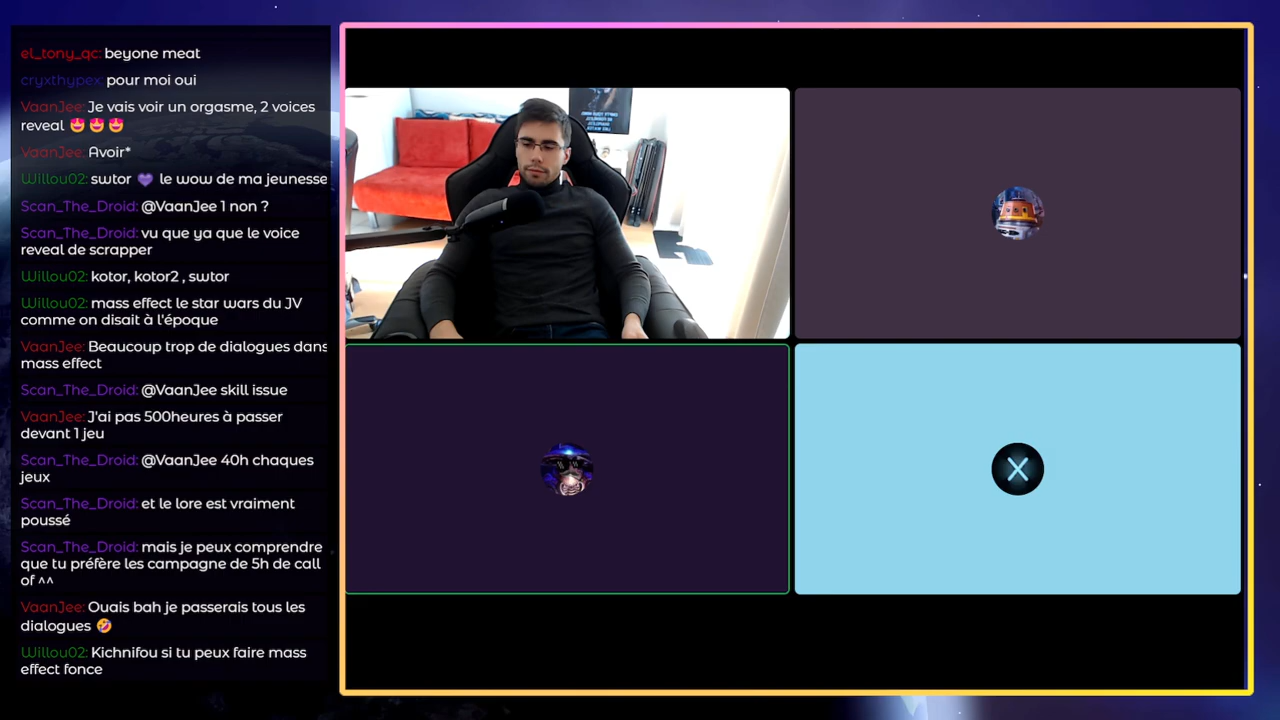 el_tony_qc: beyone meat
cryxthypex: pour moi oui
VaanJee: Je vais voir un orgasme, 2 voices
reveal 😍😍😍
VaanJee: Avoir*
Willou02: swtor 💜 le wow de ma jeunesse
Scan_The_Droid: @VaanJee 1 non ?
Scan_The_Droid: vu que ya que le voice
reveal de scrapper
Willou02: kotor, kotor2 , swtor
Willou02: mass effect le star wars du JV
comme on disait à l'époque
VaanJee: Beaucoup trop de dialogues dans
mass effect
Scan_The_Droid: @VaanJee skill issue
VaanJee: J'ai pas 500heures à passer
devant 1 jeu
Scan_The_Droid: @VaanJee 40h chaques
jeux
Scan_The_Droid: et le lore est vraiment
poussé
Scan_The_Droid: mais je peux comprendre
que tu préfère les campagne de 5h de call
of ^^
VaanJee: Ouais bah je passerais tous les
dialogues 🤣
Willou02: Kichnifou si tu peux faire mass
effect fonce